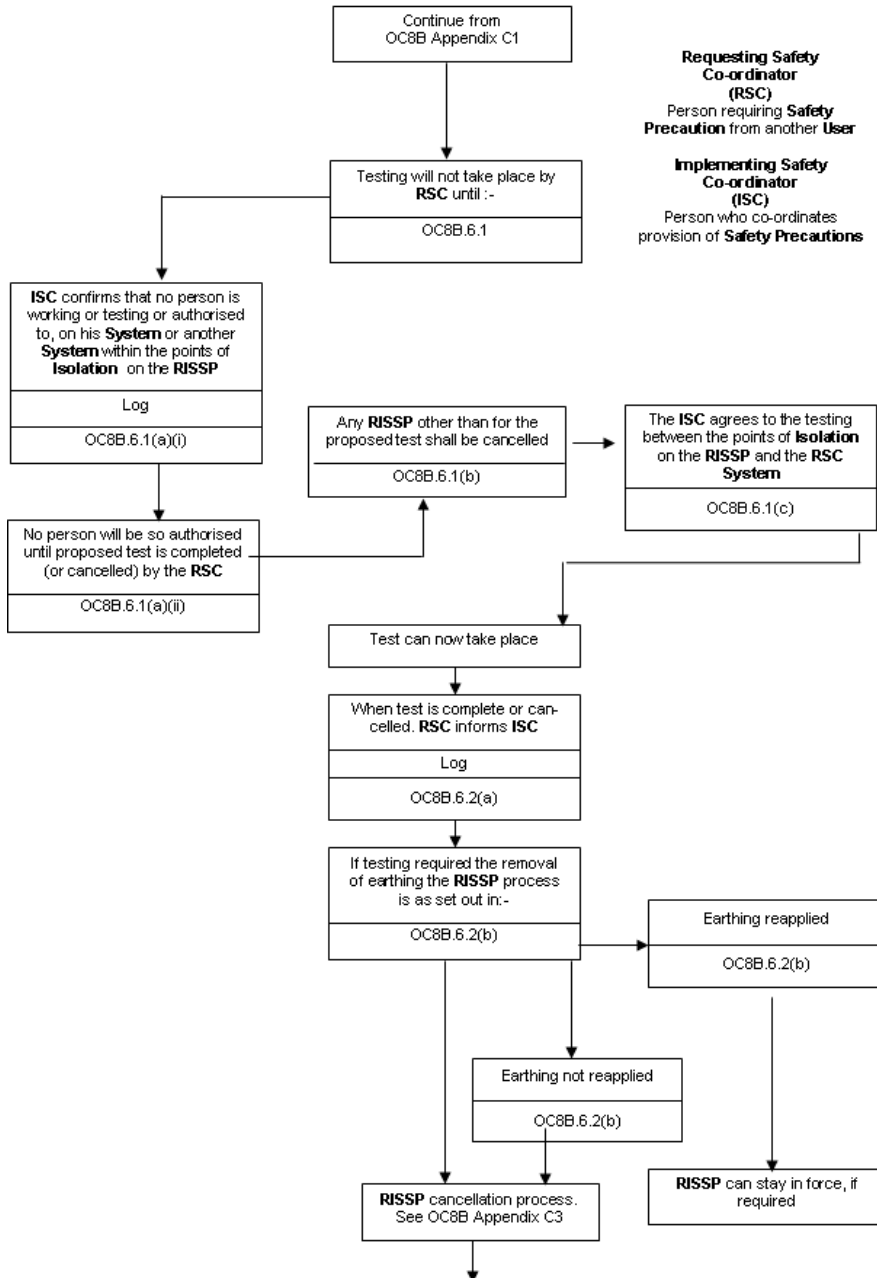 Continue from
OC8B Appendix C1
Requesting Safety
Co-ordinator
(RSC)
Person requiring Safety
Precaution from another User
Implementing Safety
Co-ordinator
(ISC)
Person who co-ordinates
provision of Safety Precautions
Testing will not take place by
RSC until :-
OC8B.6.1
ISC confirms that no person is
working or testing or authorised
to, on his System or another
System within the points of
Isolation on the RISSP
Log
OC8B.6.1(a)(i)
No person will be so authorised
until proposed test is completed
(or cancelled) by the RSC
OC8B.6.1(a)(ii)
Any RISSP other than for the
proposed test shall be cancelled
OC8B.6.1(b)
The ISC agrees to the testing
between the points of Isolation
on the RISSP and the RSC
System
OC8B.6.1(c)
Test can now take place
When test is complete or can-
celled. RSC informs ISC
Log
OC8B.6.2(a)
If testing required the removal
of earthing the RISSP process
is as set out in:-
OC8B.6.2(b)
Earthing reapplied
OC8B.6.2(b)
Earthing not reapplied
OC8B.6.2(b)
RISSP cancellation process.
See OC8B Appendix C3
RISSP can stay in force, if
required